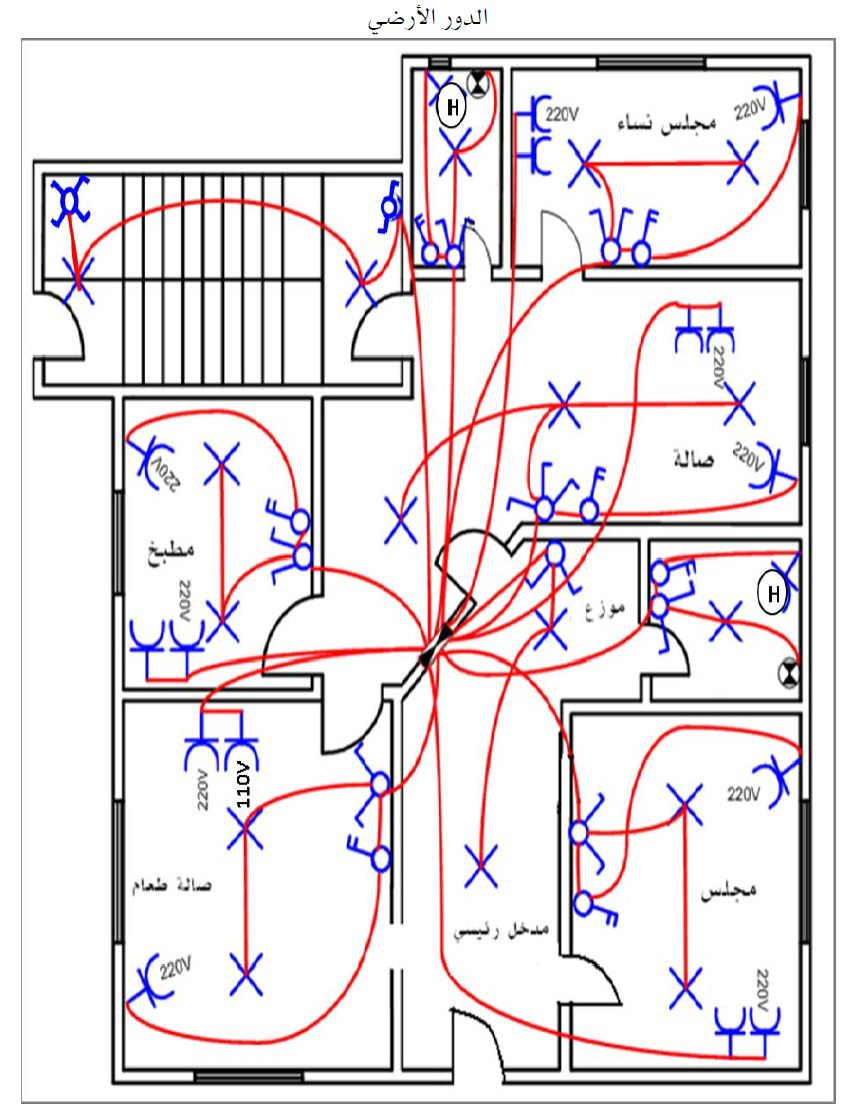 الدور الأرضي
H
220V
مجلس نساء
220V
220V
صالة
220V
220V
مطبخ
220V
موزع
H
220V
110V
صالة طعام
220V
مدخل رئيسي
220V
مجلس
220V